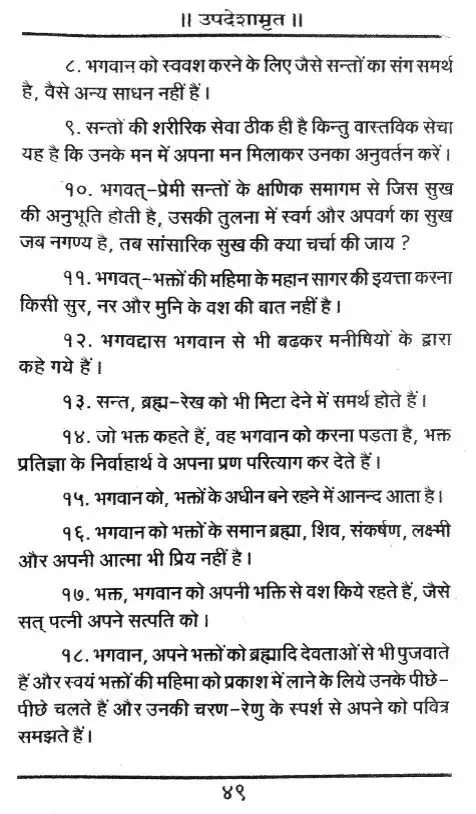 ॥ उपदेशामृत ॥
८. भगवान को स्ववश करने के लिए जैसे सन्तों का संग समर्थ
है, वैसे अन्य साधन नहीं हैं ।
९. सन्तों की शरीरिक सेवा ठीक ही है किन्तु वास्तविक सेचा
यह है कि उनके मन में अपना मन मिलाकर उनका अनुवर्तन करें ।
१०. भगवत्-प्रेमी सन्तों के क्षणिक समागम से जिस सुख
की अनुभूति होती है, उसकी तुलना में स्वर्ग और अपवर्ग का सुख
जब नगण्य है, तब सांसारिक सुख की क्या चर्चा की जाय ?
११. भगवत्-भक्तों की महिमा के महान सागर की इयत्ता करना
किसी सुर, नर और मुनि के वश की बात नहीं है ।
१२. भगवद्दास भगवान से भी बढकर मनीषियों के द्वारा
कहे गये हैं ।
१३. सन्त, ब्रह्म-रेख को भी मिटा देने में समर्थ होते हैं ।
१४. जो भक्त कहते हैं, वह भगवान को करना पड़ता है, भक्त
प्रतिज्ञा के निर्वाहार्थ वे अपना प्रण परित्याग कर देते हैं ।
१५. भगवान को, भक्तों के अधीन बने रहने में आनन्द आता है ।
१६. भगवान को भक्तों के समान ब्रह्मा, शिव, संकर्षण, लक्ष्मी
और अपनी आत्मा भी प्रिय नहीं है ।
१७. भक्त, भगवान को अपनी भक्ति से वश किये रहते हैं, जैसे
सत् पत्नी अपने सत्पति को ।
१८. भगवान, अपने भक्तों को ब्रह्मादि देवताओं से भी पुजवाते
हैं और स्वयं भक्तों की महिमा को प्रकाश में लाने के लिये उनके पीछे-
पीछे चलते हैं और उनकी चरण-रेणु के स्पर्श से अपने को पवित्र
समझते हैं ।
४९